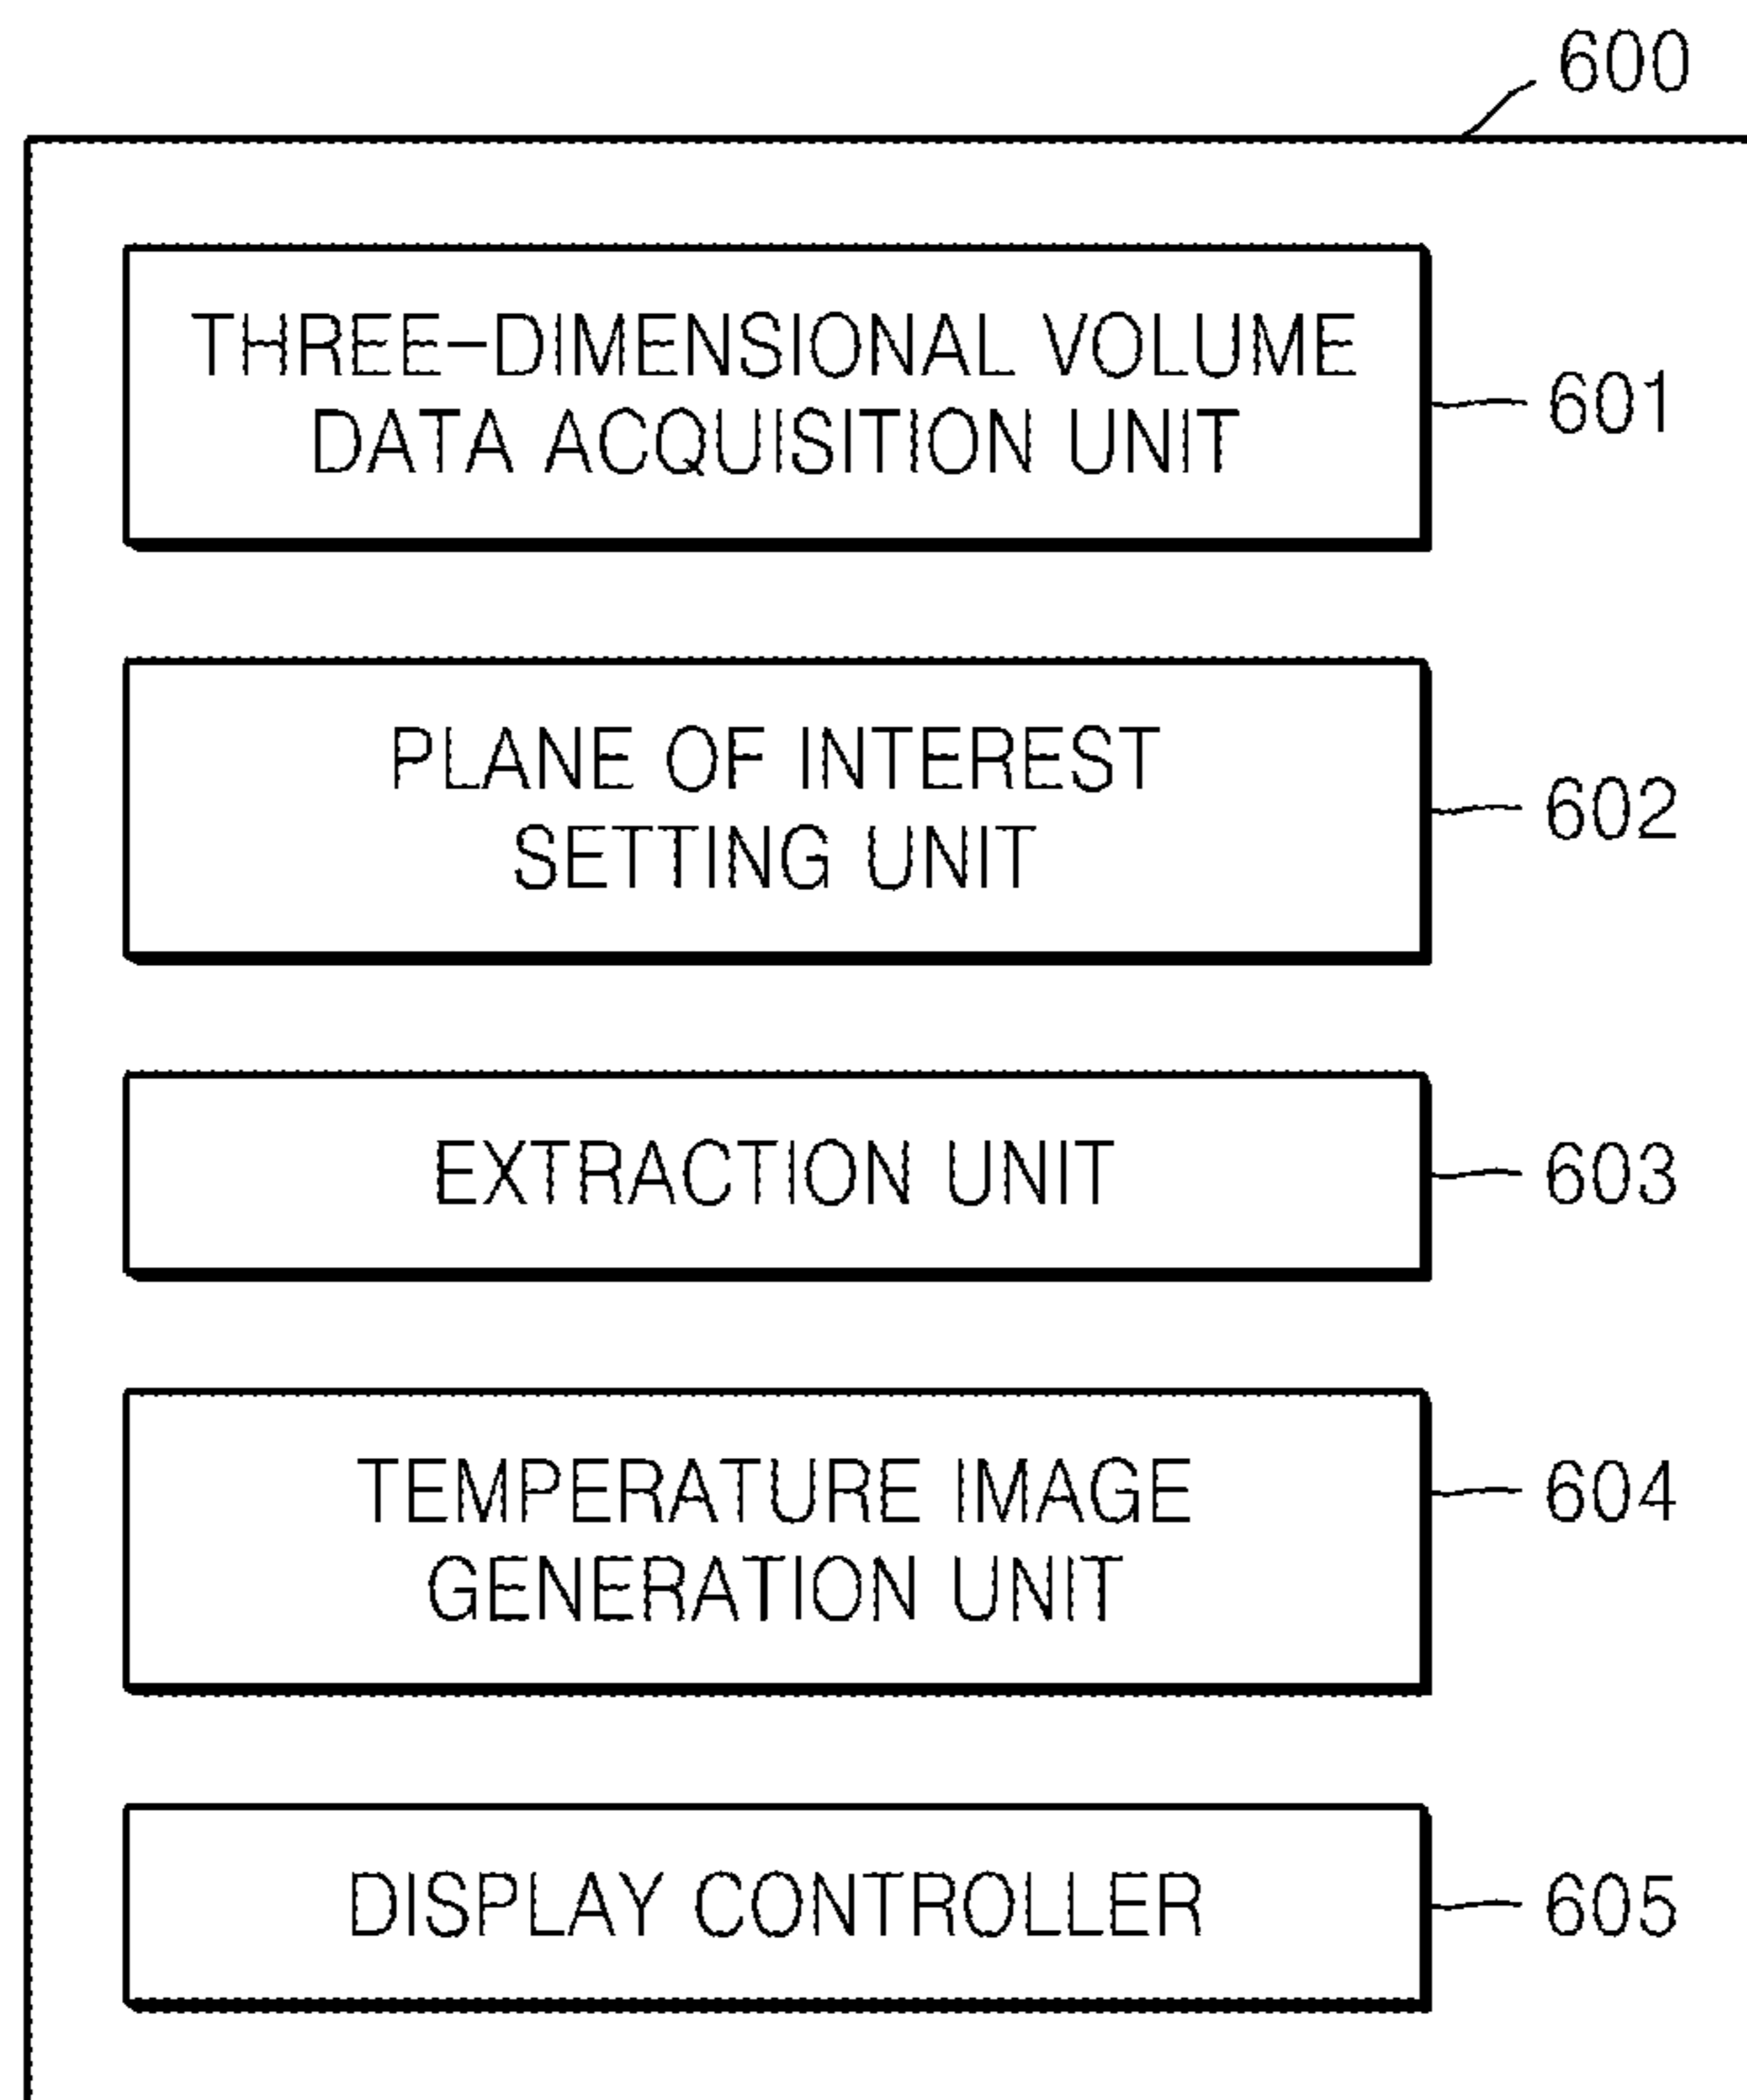 600
THREE-DIMENSIONAL VOLUME
DATA ACQUISITION UNIT
601
PLANE OF INTEREST
SETTING UNIT
602
EXTRACTION UNIT
603
TEMPERATURE IMAGE
GENERATION UNIT
604
DISPLAY CONTROLLER
605